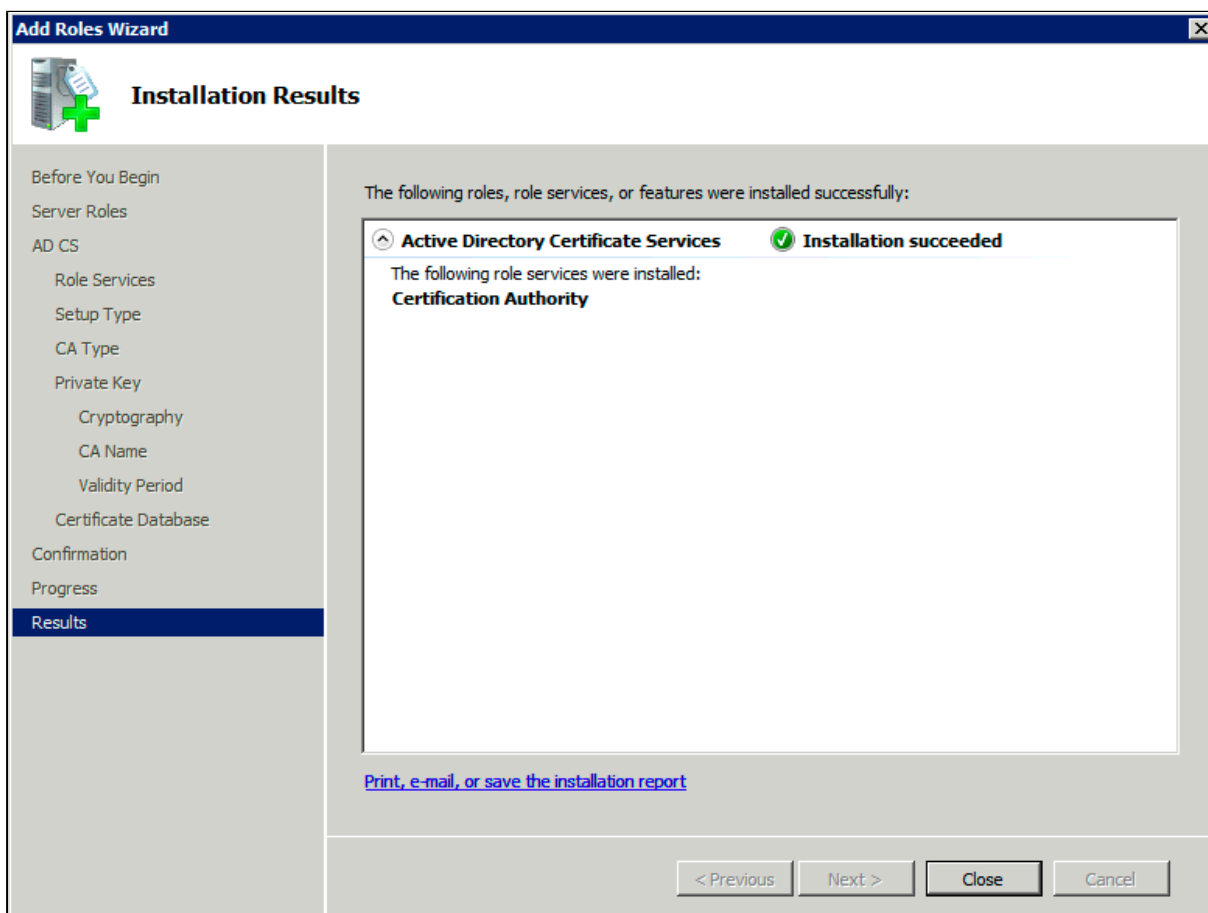 Add Roles Wizard
Installation Results
Before You Begin
Server Roles
AD CS
Role Services
Setup Type
CA Type
Private Key
Cryptography
CA Name
Validity Period
Certificate Database
Confirmation
Progress
Results
The following roles, role services, or features were installed successfully:
Active Directory Certificate Services Installation succeeded
The following role services were installed:
Certification Authority
Print, e-mail, or save the installation report
< Previous Next > Close Cancel